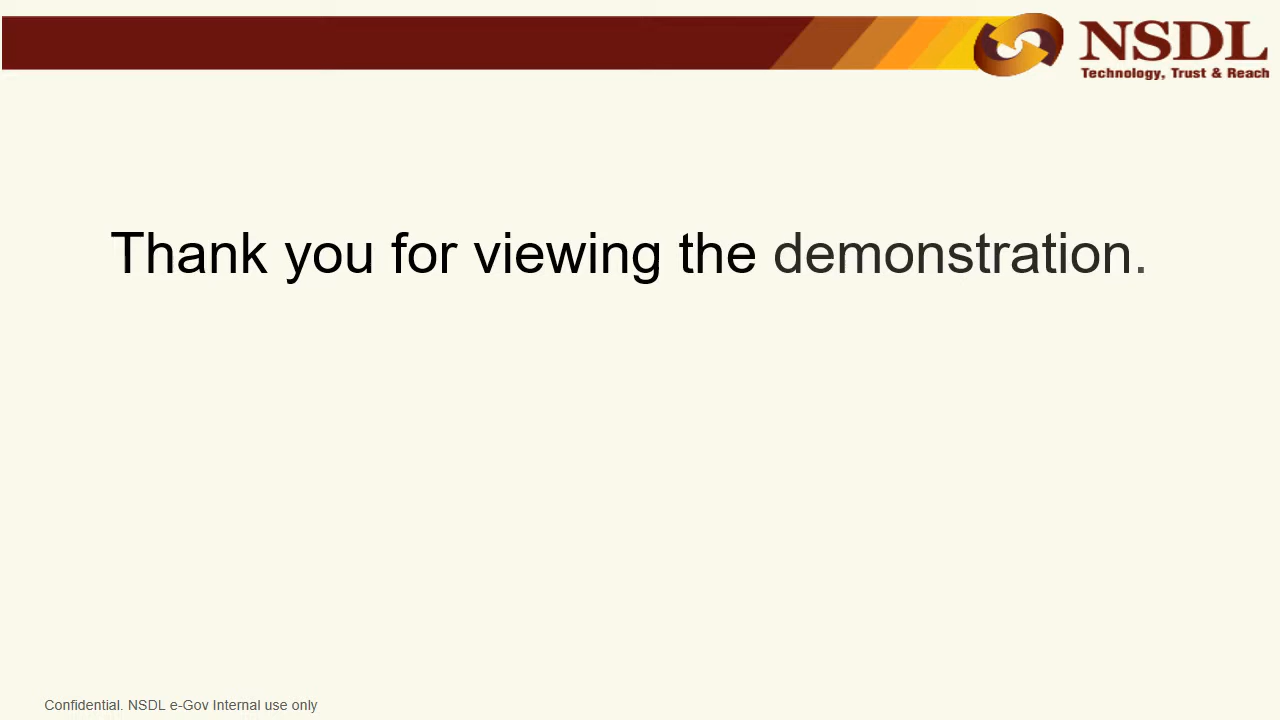 NSDL
Technology, Trust & Reach
Thank you for viewing the demonstration.
Confidential. NSDL e-Gov Internal use only